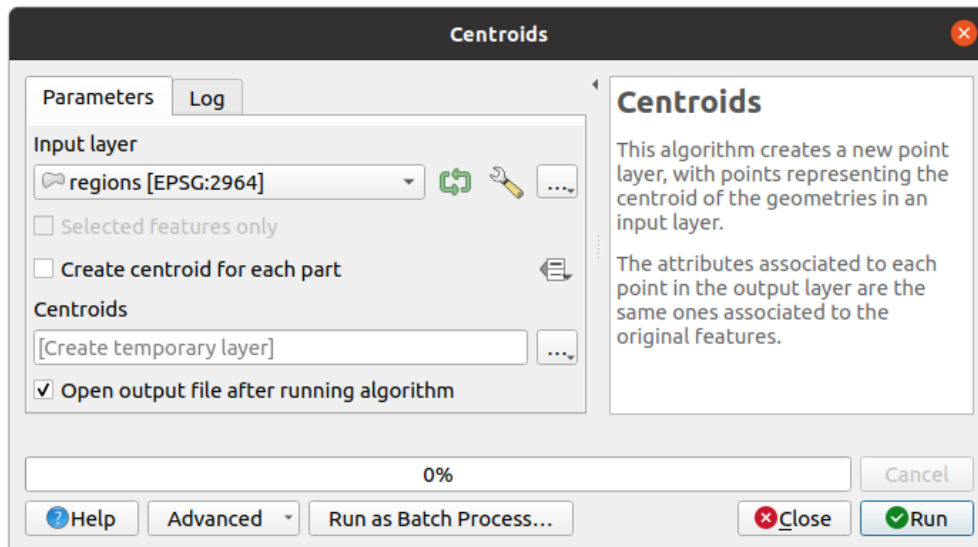 Centroids
Parameters
Log
Input layer
regions [EPSG:2964]
...
Selected features only
Create centroid for each part
Centroids
[Create temporary layer]
...
Open output file after running algorithm
Centroids
This algorithm creates a new point
layer, with points representing the
centroid of the geometries in an
input layer.
The attributes associated to each
point in the output layer are the
same ones associated to the
original features.
0%
Cancel
Help
Advanced
Run as Batch Process...
Close
Run